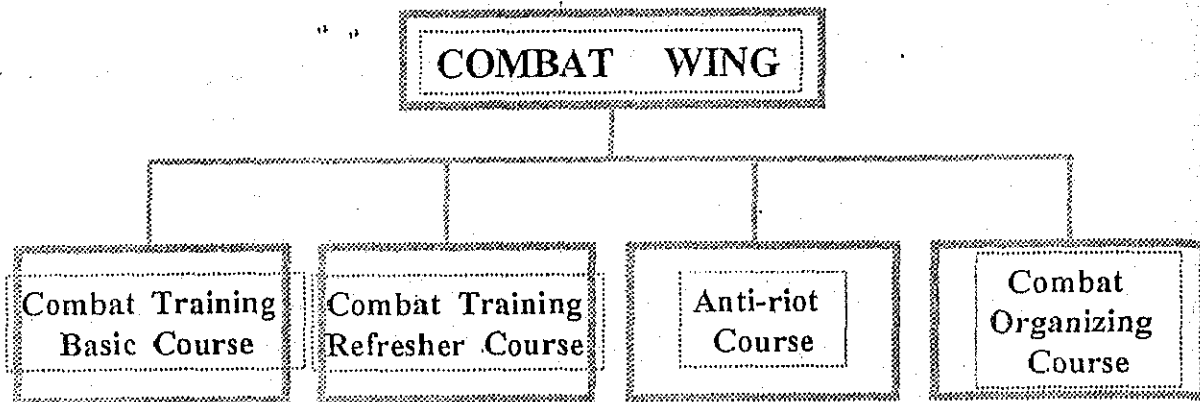 COMBAT WING
Combat Training
Basic Course
Combat Training
Refresher Course
Anti-riot
Course
Combat
Organizing
Course